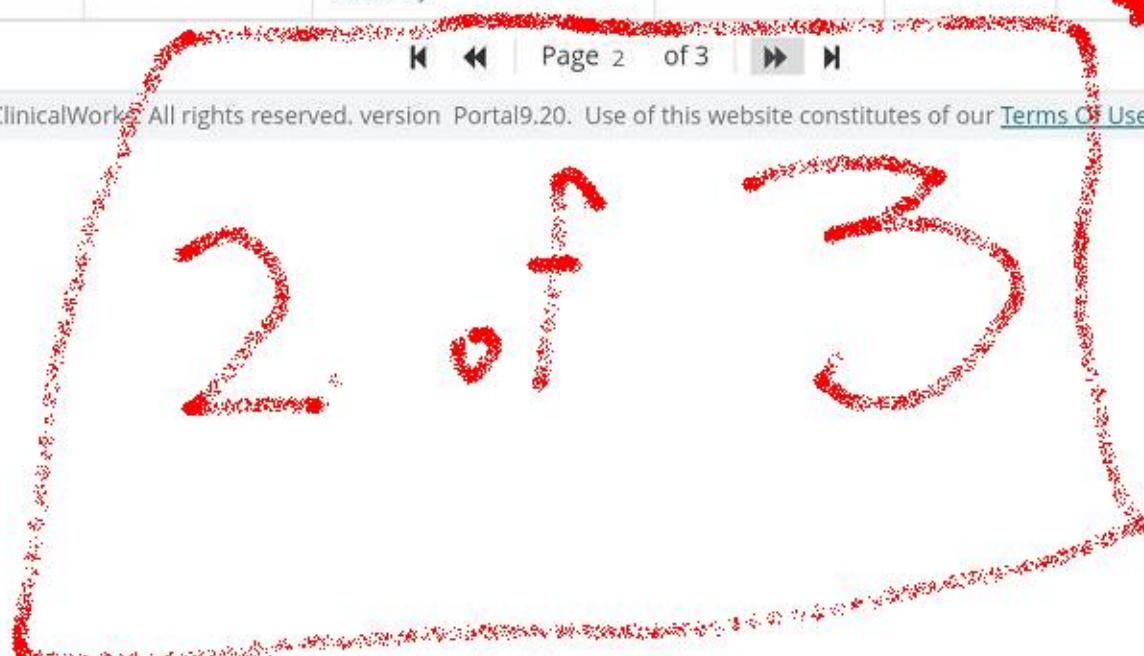 Page 2 of 3
clinicalWorks. All rights reserved. version Portal9.20. Use of this website constitutes of our Terms Of Use
2 of 3